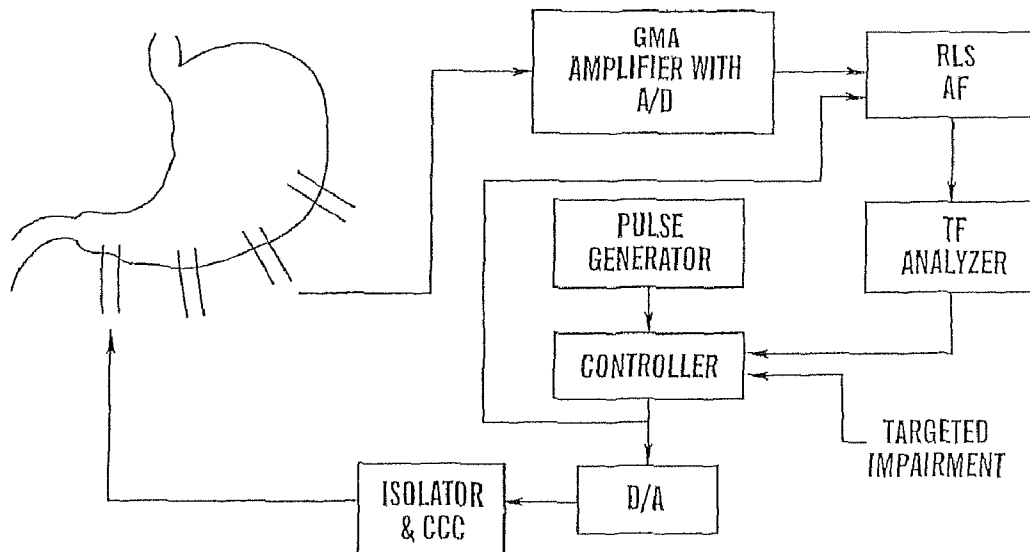 GMA
AMPLIFIER WITH
A/D
RLS
AF
PULSE
GENERATOR
TF
ANALYZER
CONTROLLER
TARGETED
IMPAIRMENT
D/A
ISOLATOR
& CCC